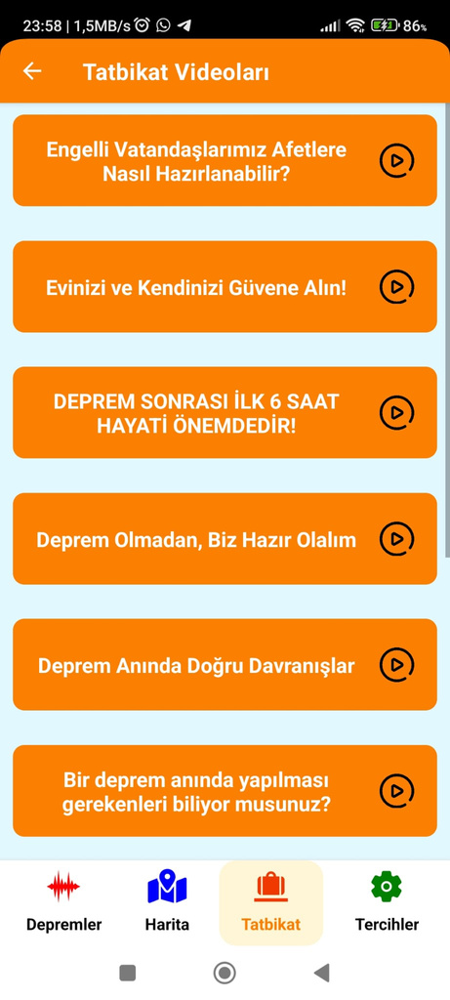 23:58 | 1,5MB/s 86%
Tatbikat Videoları
Engelli Vatandaşlarımız Afetlere
Nasıl Hazırlanabilir?
Evinizi ve Kendinizi Güvene Alın!
DEPREM SONRASI İLK 6 SAAT
HAYATİ ÖNEMDEDİR!
Deprem Olmadan, Biz Hazır Olalım
Deprem Anında Doğru Davranışlar
Bir deprem anında yapılması
gerekenleri biliyor musunuz?
Depremler Harita Tatbikat Tercihler